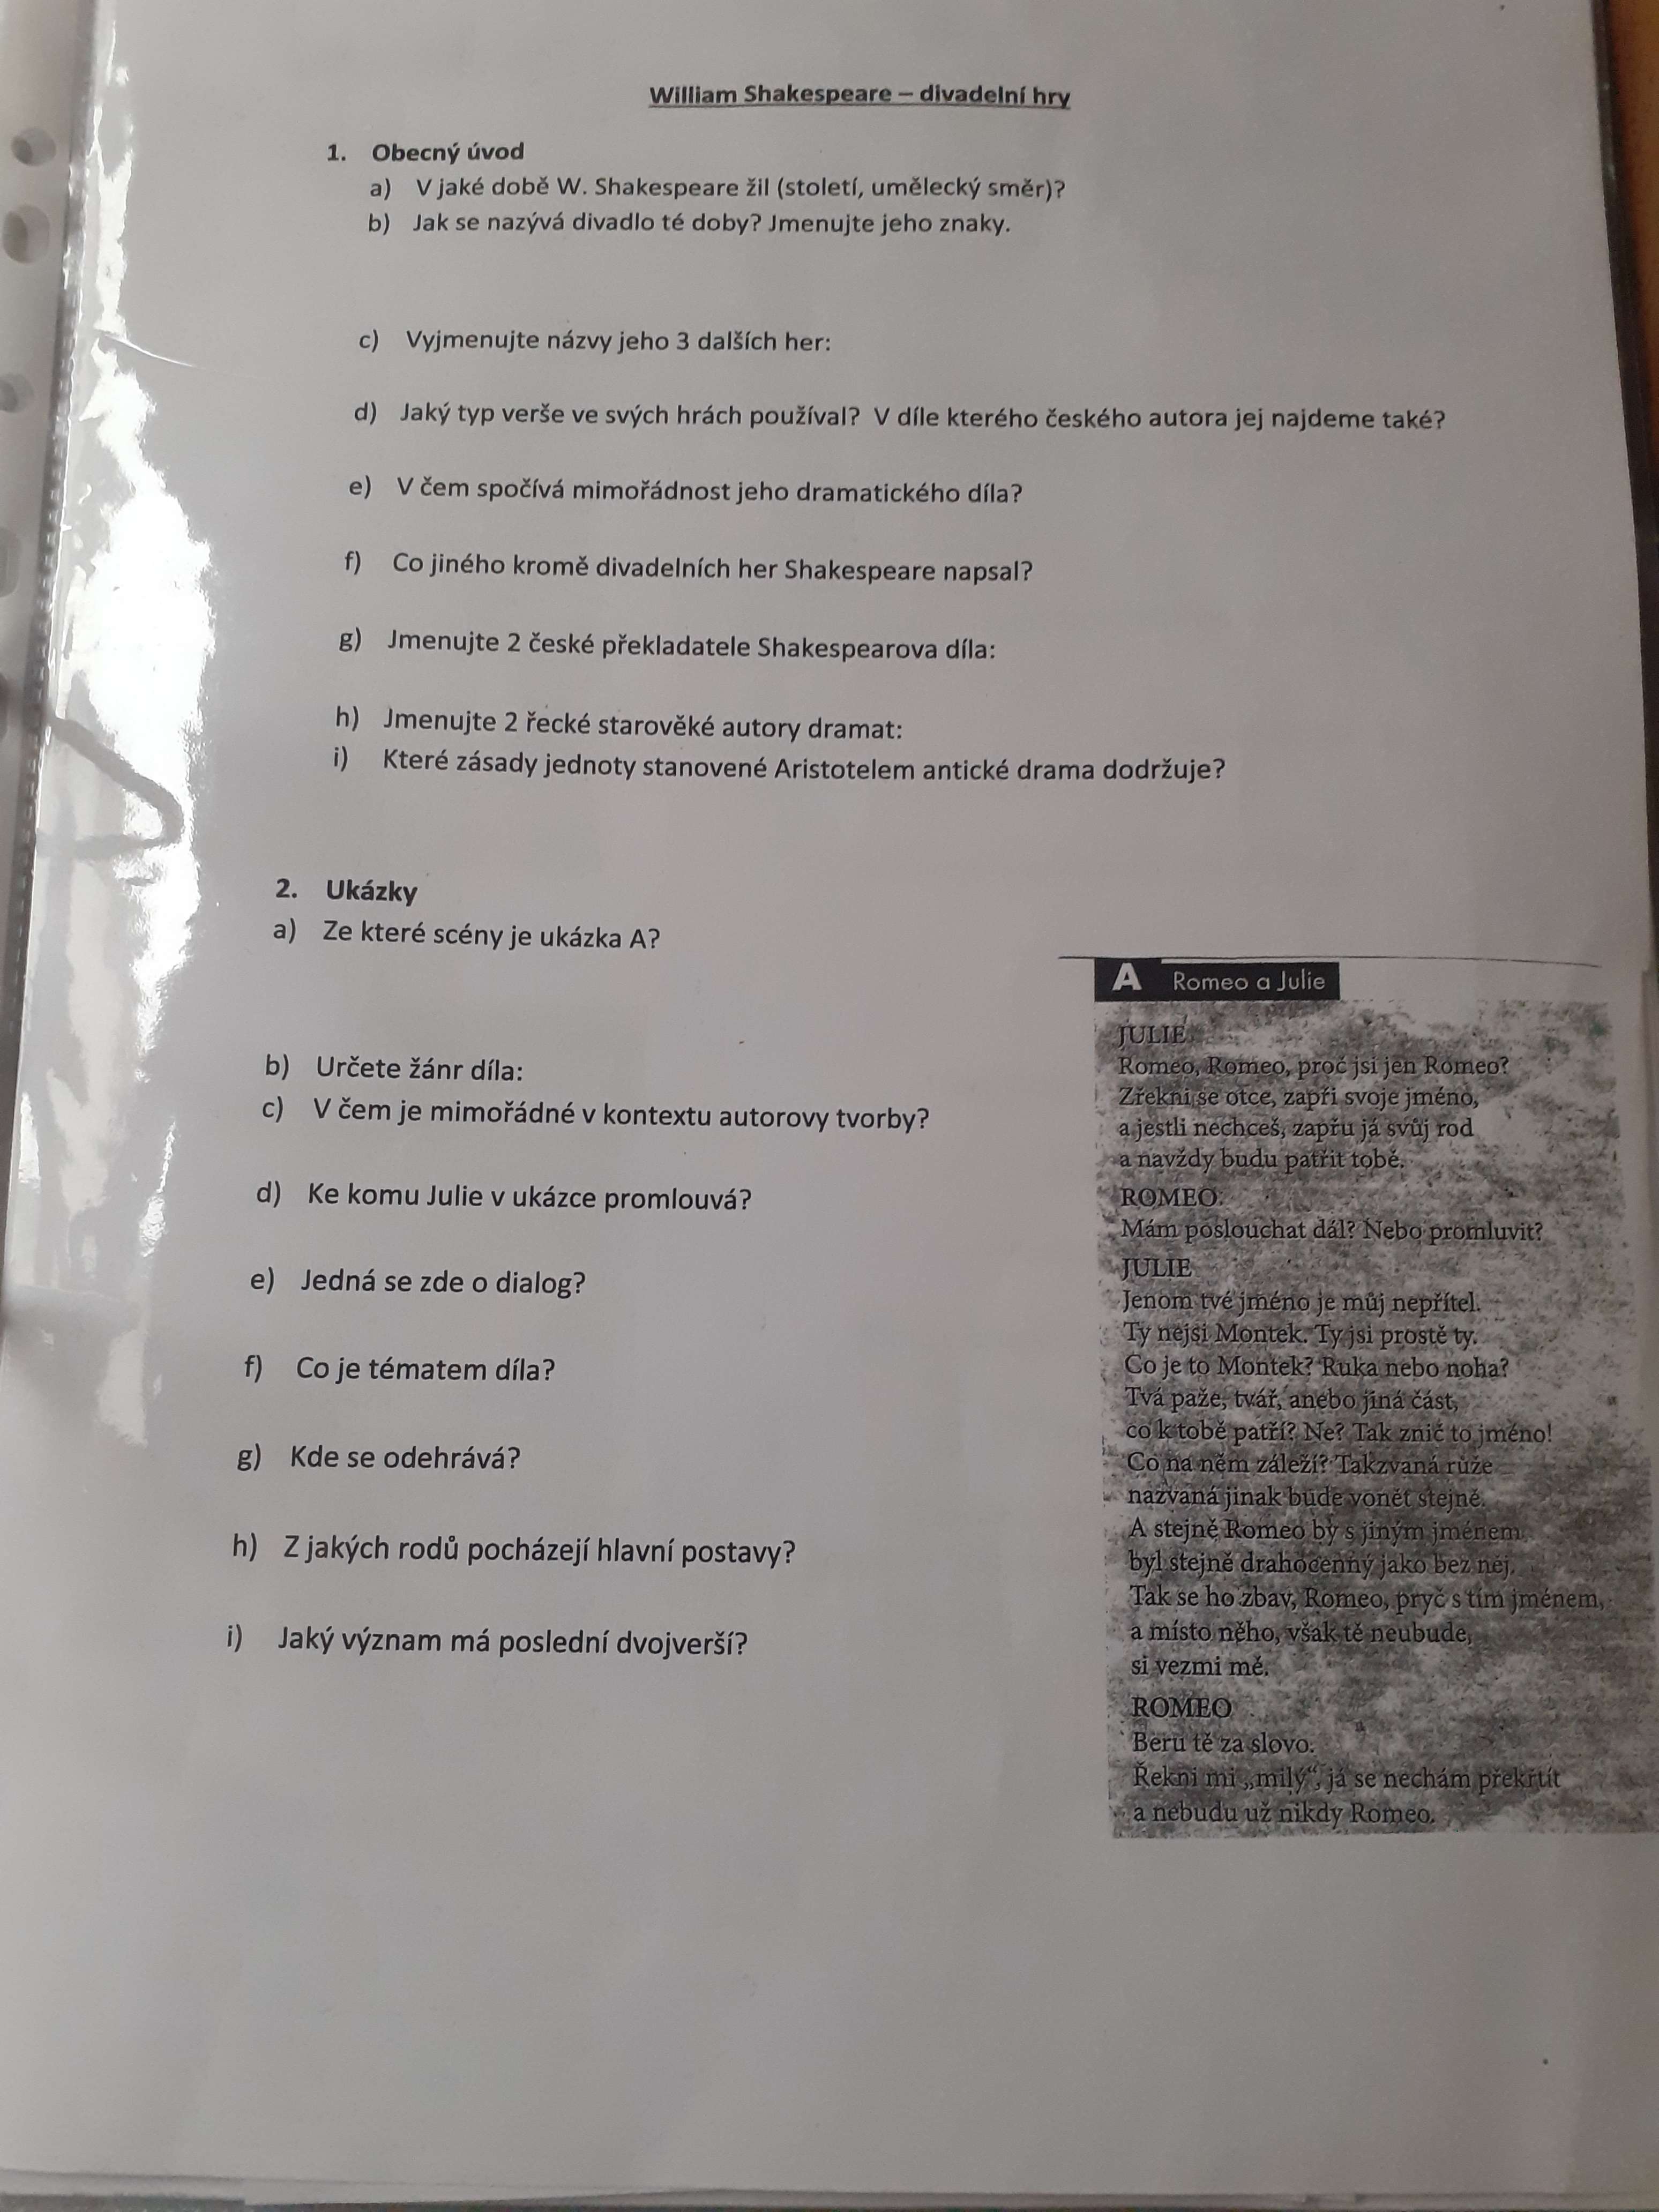 William Shakespeare – divadelní hry
1. Obecný úvod
a) V jaké době W. Shakespeare žil (století, umělecký směr)?
b) Jak se nazývá divadlo té doby? Jmenujte jeho znaky.
c) Vyjmenujte názvy jeho 3 dalších her:
d) Jaký typ verše ve svých hrách používal? V díle kterého českého autora jej najdeme také?
e) V čem spočívá mimořádnost jeho dramatického díla?
f) Co jiného kromě divadelních her Shakespeare napsal?
g) Jmenujte 2 české překladatele Shakespearova díla:
h) Jmenujte 2 řecké starověké autory dramat:
i) Které zásady jednoty stanovené Aristotelem antické drama dodržuje?
2. Ukázky
a) Ze které scény je ukázka A?
b) Určete žánr díla:
c) V čem je mimořádné v kontextu autorovy tvorby?
d) Ke komu Julie v ukázce promlouvá?
e) Jedná se zde o dialog?
f) Co je tématem díla?
g) Kde se odehrává?
h) Z jakých rodů pocházejí hlavní postavy?
i) Jaký význam má poslední dvojverší?
A Romeo a Julie
JULIE
Romeo, Romeo, proč jsi jen Romeo?
Zřekni se otce, zapři svoje jméno,
a jestli nechceš, zapřu já svůj rod
a navždy budu patřit tobě.
ROMEO
Mám poslouchat dál? Nebo promluvit?
JULIE
Jenom tvé jméno je můj nepřítel.
Ty nejsi Montek. Ty jsi prostě ty.
Co je to Montek? Ruka nebo noha?
Tvá paže, tvář, anebo jiná část,
co k tobě patří? Ne? Tak znič to jméno!
Co na něm záleží? Takzvaná růže
nazvaná jinak bude vonět stejně.
A stejně Romeo by s jiným jménem
byl stejně drahocenný jako bez něj.
Tak se ho zbav, Romeo, pryč s tím jménem,
a místo něho, však tě neubude,
si vezmi mě.
ROMEO
Beru tě za slovo.
Řekni mi „milý“, já se nechám překřtít
a nebudu už nikdy Romeo.